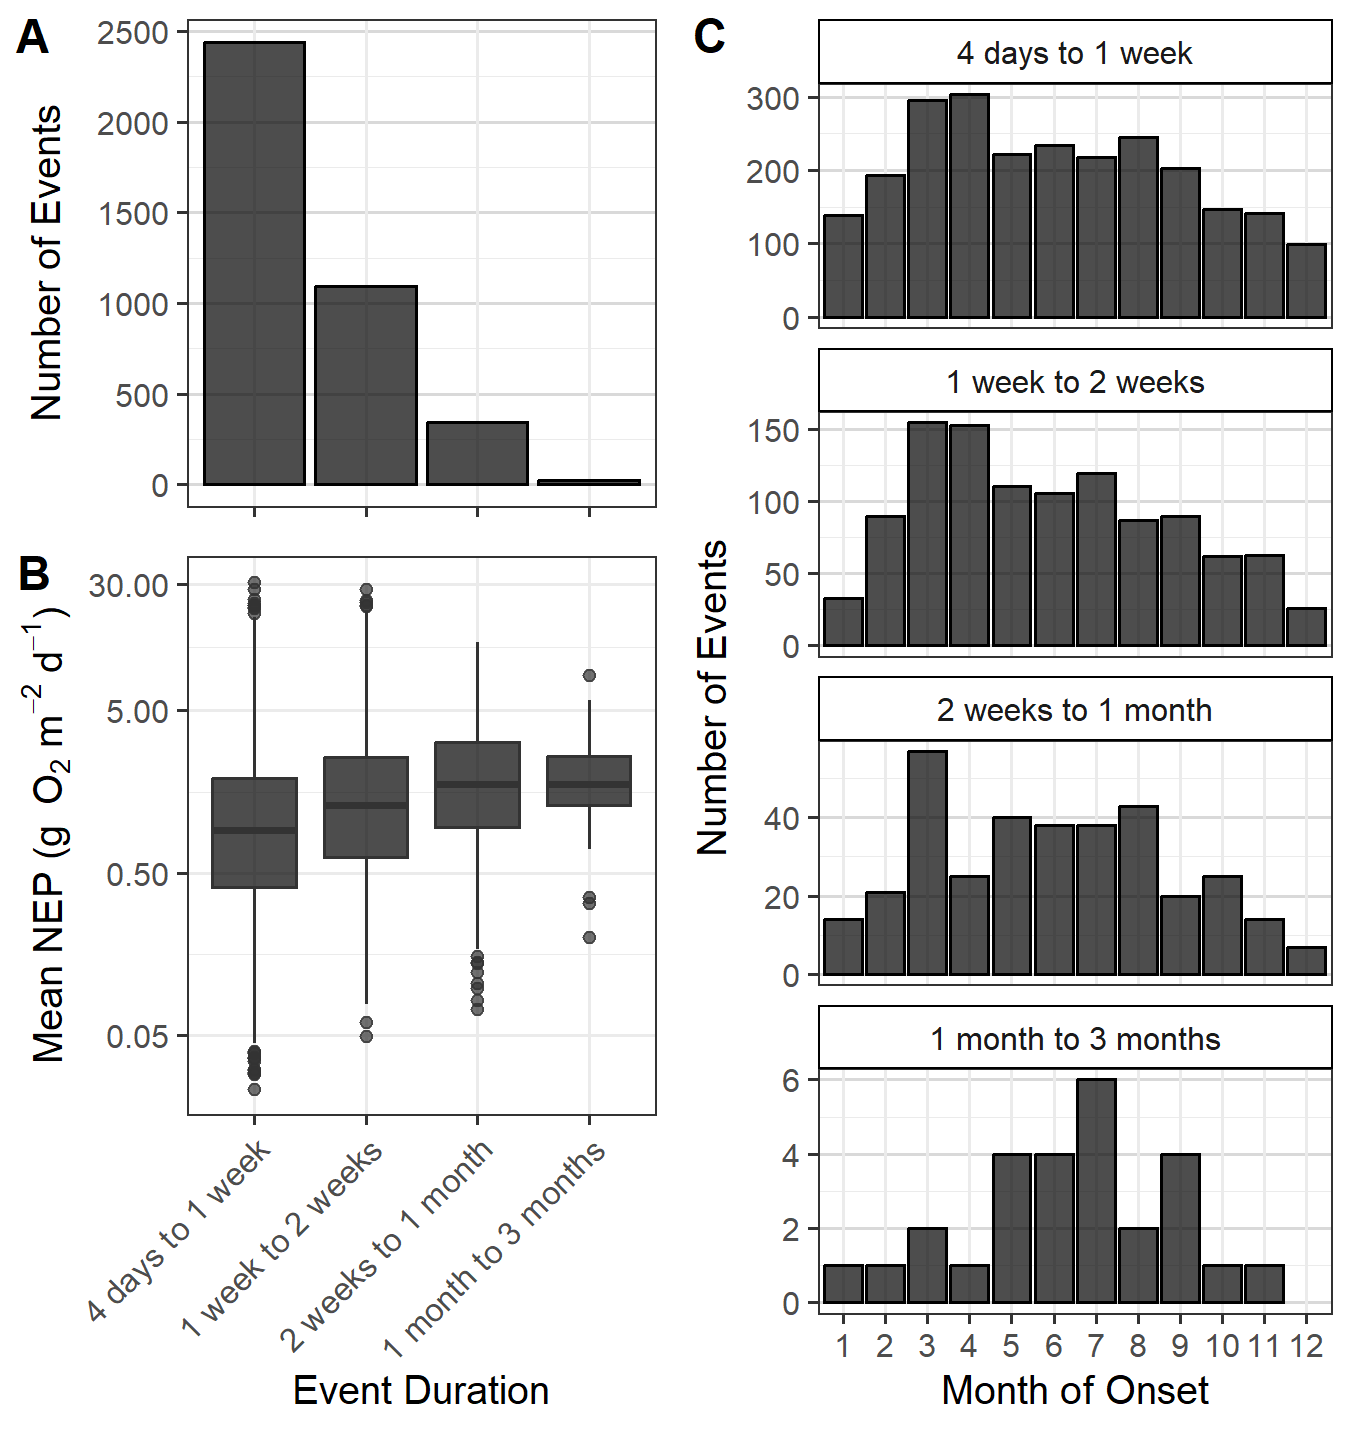 A
2500
2000
1500
1000
500
0
Number of Events
B
30.00
5.00
0.50
0.05
Mean NEP (g O₂ m⁻² d⁻¹)
4 days to 1 week
1 week to 2 weeks
2 weeks to 1 month
1 month to 3 months
Event Duration
C
Number of Events
4 days to 1 week
300
200
100
0
1 week to 2 weeks
150
100
50
0
2 weeks to 1 month
40
20
0
1 month to 3 months
6
4
2
0
1 2 3 4 5 6 7 8 9 10 11 12
Month of Onset